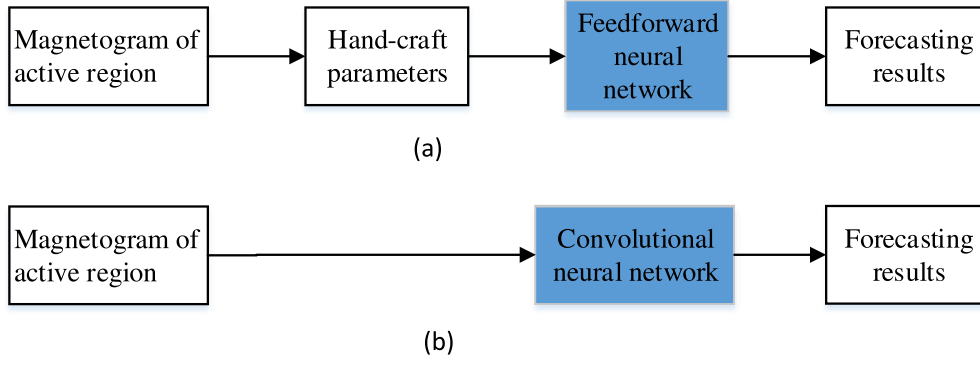 Magnetogram of
active region
Hand-craft
parameters
Feedforward
neural
network
Forecasting
results
(a)
Magnetogram of
active region
Convolutional
neural network
Forecasting
results
(b)